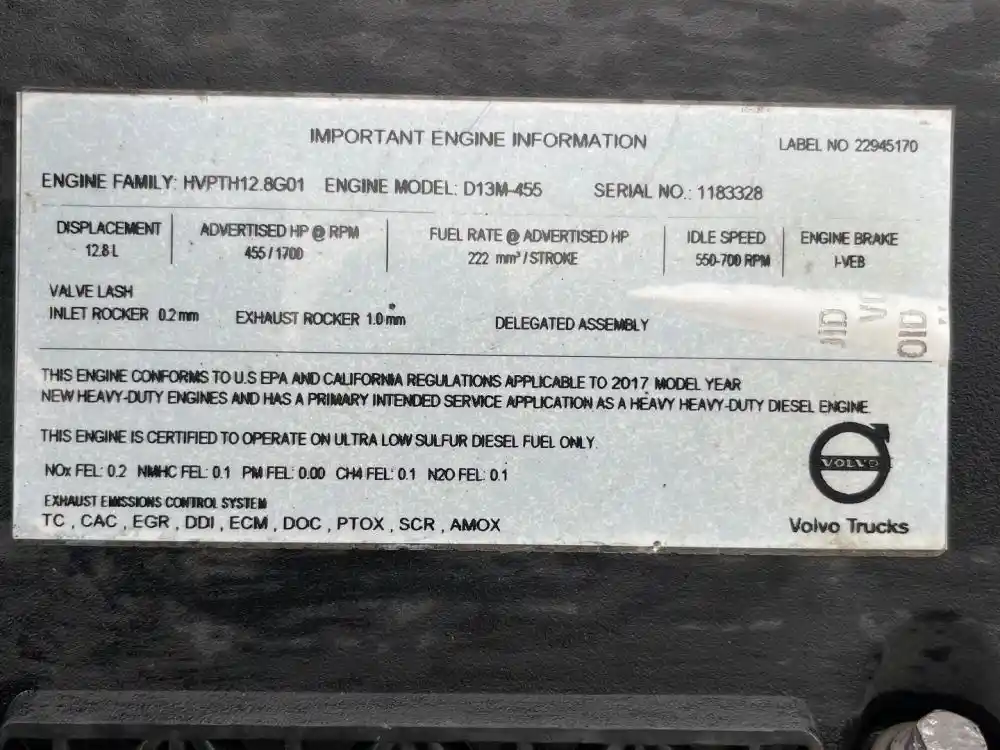 IMPORTANT ENGINE INFORMATION
LABEL NO 22945170
ENGINE FAMILY: HVPTH12.8G01 ENGINE MODEL: D13M-455 SERIAL NO.: 1183328
DISPLACEMENT ADVERTISED HP @ RPM FUEL RATE @ ADVERTISED HP IDLE SPEED ENGINE BRAKE
12.8 L 455 / 1700 222 mm³ / STROKE 550-700 RPM I-VEB
VALVE LASH
INLET ROCKER 0.2 mm EXHAUST ROCKER 1.0 mm* DELEGATED ASSEMBLY
THIS ENGINE CONFORMS TO U.S EPA AND CALIFORNIA REGULATIONS APPLICABLE TO 2017 MODEL YEAR
NEW HEAVY-DUTY ENGINES AND HAS A PRIMARY INTENDED SERVICE APPLICATION AS A HEAVY HEAVY-DUTY DIESEL ENGINE.
THIS ENGINE IS CERTIFIED TO OPERATE ON ULTRA LOW SULFUR DIESEL FUEL ONLY.
NOx FEL: 0.2 NMHC FEL: 0.1 PM FEL: 0.00 CH4 FEL: 0.1 N2O FEL: 0.1
EXHAUST EMISSIONS CONTROL SYSTEM
TC , CAC , EGR , DDI , ECM , DOC , PTOX , SCR , AMOX
VOLVO
Volvo Trucks